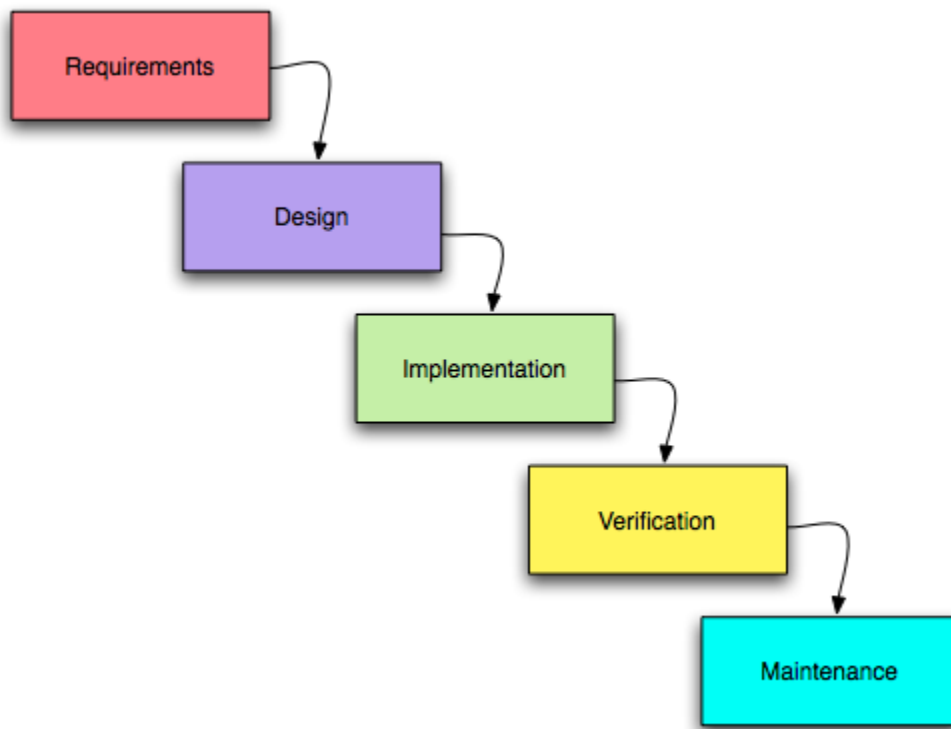 Requirements
Design
Implementation
Verification
Maintenance